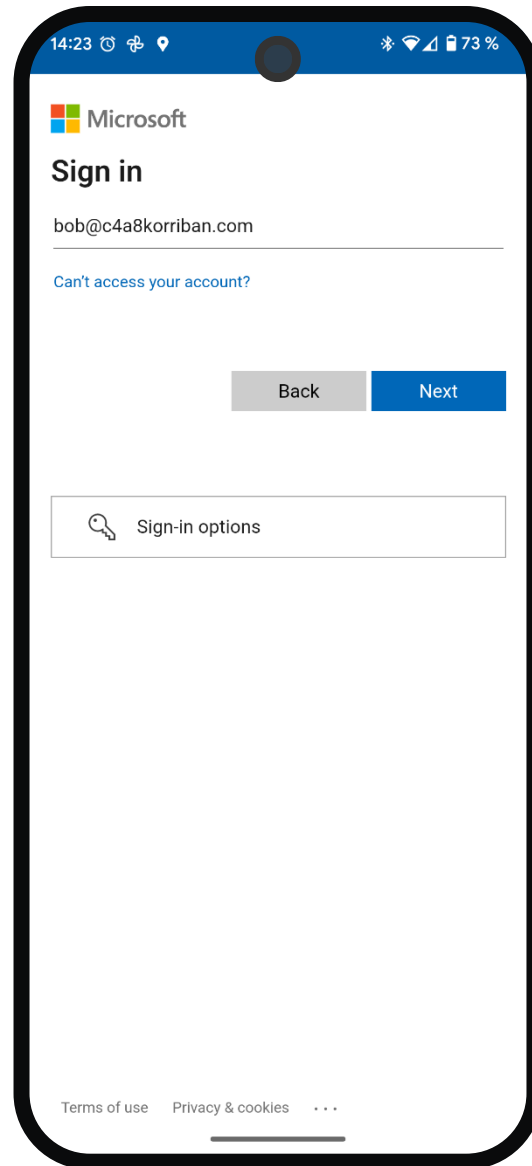 14:23 73 %
Microsoft
Sign in
bob@c4a8korriban.com
Can't access your account?
Back Next
Sign-in options
Terms of use Privacy & cookies ...